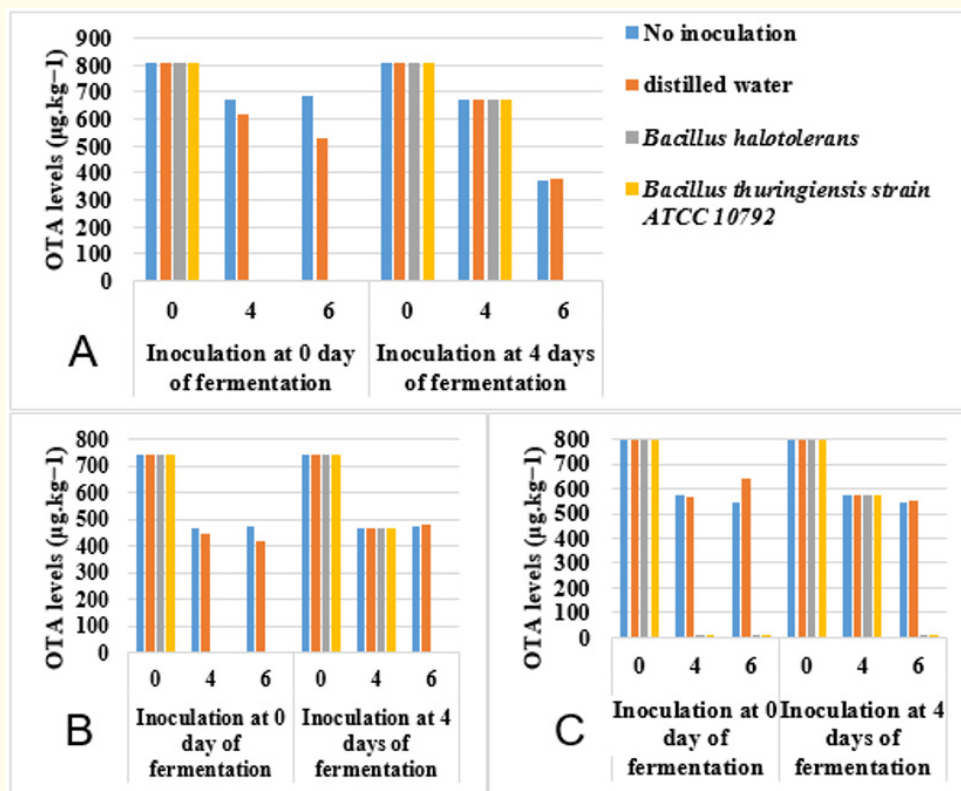 OTA levels (µg.kg−1)
900
800
700
600
500
400
300
200
100
0
0 4 6 0 4 6
Inoculation at 0 day
of fermentation
Inoculation at 4 days
of fermentation
A
No inoculation
distilled water
Bacillus halotolerans
Bacillus thuringiensis strain
ATCC 10792
OTA levels (µg.kg−1)
800
700
600
500
400
300
200
100
0
0 4 6 0 4 6
Inoculation at 0
day of
fermentation
Inoculation at 4
days of
fermentation
B
OTA levels (µg.kg−1)
800
700
600
500
400
300
200
100
0
0 4 6 0 4 6
Inoculation at 0
day of
fermentation
Inoculation at 4
days of
fermentation
C